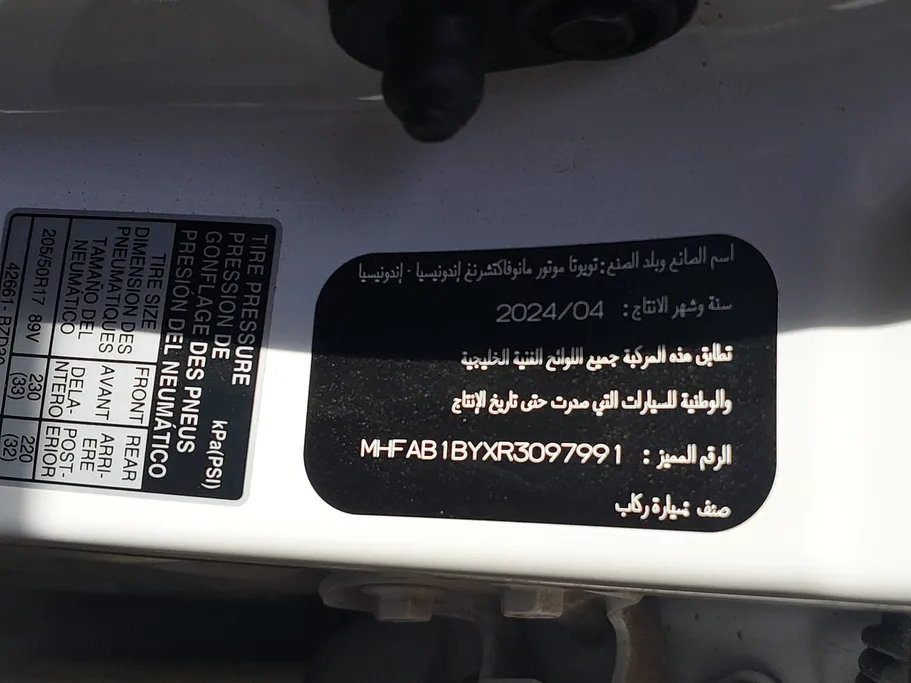 اسم الصانع وبلد الصنع: تويوتا موتور مانوفاكتشرنغ إندونيسيا - إندونيسيا
سنة وشهر الانتاج: 2024/04
تطابق هذه المركبة جميع اللوائح الفنية الخليجية
والوطنية للسيارات التي صدرت حتى تاريخ الإنتاج
الرقم المميز: MHFAB1BYXR3097991
صنف سيارة ركاب
TIRE PRESSURE kPa(PSI)
PRESSION DE
GONFLAGE DES PNEUS
PRESIÓN DEL NEUMÁTICO
TIRE SIZE FRONT REAR
DIMENSION DES AVANT ARRI-
PNEUMATIQUES ERE
TAMAÑO DEL DELA- POST-
NEUMÁTICO NTERO ERIOR
205/50R17 89V 230 220
(33) (32)
42661-